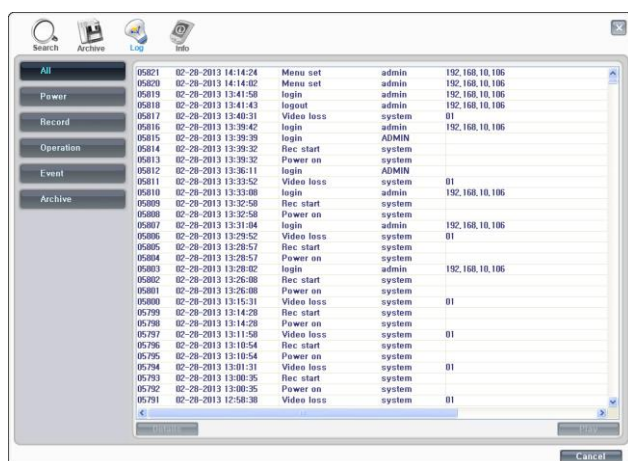 Search Archive Log Info
All
Power
Record
Operation
Event
Archive
05821 02-28-2013 14:14:24 Menu set admin 192,168,10,106
05820 02-28-2013 14:14:02 Menu set admin 192,168,10,106
05819 02-28-2013 13:41:58 login admin 192,168,10,106
05818 02-28-2013 13:41:43 logout admin 192,168,10,106
05817 02-28-2013 13:40:31 Video loss system 01
05816 02-28-2013 13:39:42 login admin 192,168,10,106
05815 02-28-2013 13:39:39 login ADMIN
05814 02-28-2013 13:39:32 Rec start system
05813 02-28-2013 13:39:32 Power on system
05812 02-28-2013 13:36:11 login ADMIN
05811 02-28-2013 13:33:52 Video loss system 01
05810 02-28-2013 13:33:08 login admin 192,168,10,106
05809 02-28-2013 13:32:58 Rec start system
05808 02-28-2013 13:32:58 Power on system
05807 02-28-2013 13:31:04 login admin 192,168,10,106
05806 02-28-2013 13:29:52 Video loss system 01
05805 02-28-2013 13:28:57 Rec start system
05804 02-28-2013 13:28:57 Power on system
05803 02-28-2013 13:28:02 login admin 192,168,10,106
05802 02-28-2013 13:26:08 Rec start system
05801 02-28-2013 13:26:08 Power on system
05800 02-28-2013 13:15:31 Video loss system 01
05799 02-28-2013 13:14:28 Rec start system
05798 02-28-2013 13:14:28 Power on system
05797 02-28-2013 13:11:58 Video loss system 01
05796 02-28-2013 13:10:54 Rec start system
05795 02-28-2013 13:10:54 Power on system
05794 02-28-2013 13:01:31 Video loss system 01
05793 02-28-2013 13:00:35 Rec start system
05792 02-28-2013 13:00:35 Power on system
05791 02-28-2013 12:58:38 Video loss system 01
Play
Cancel